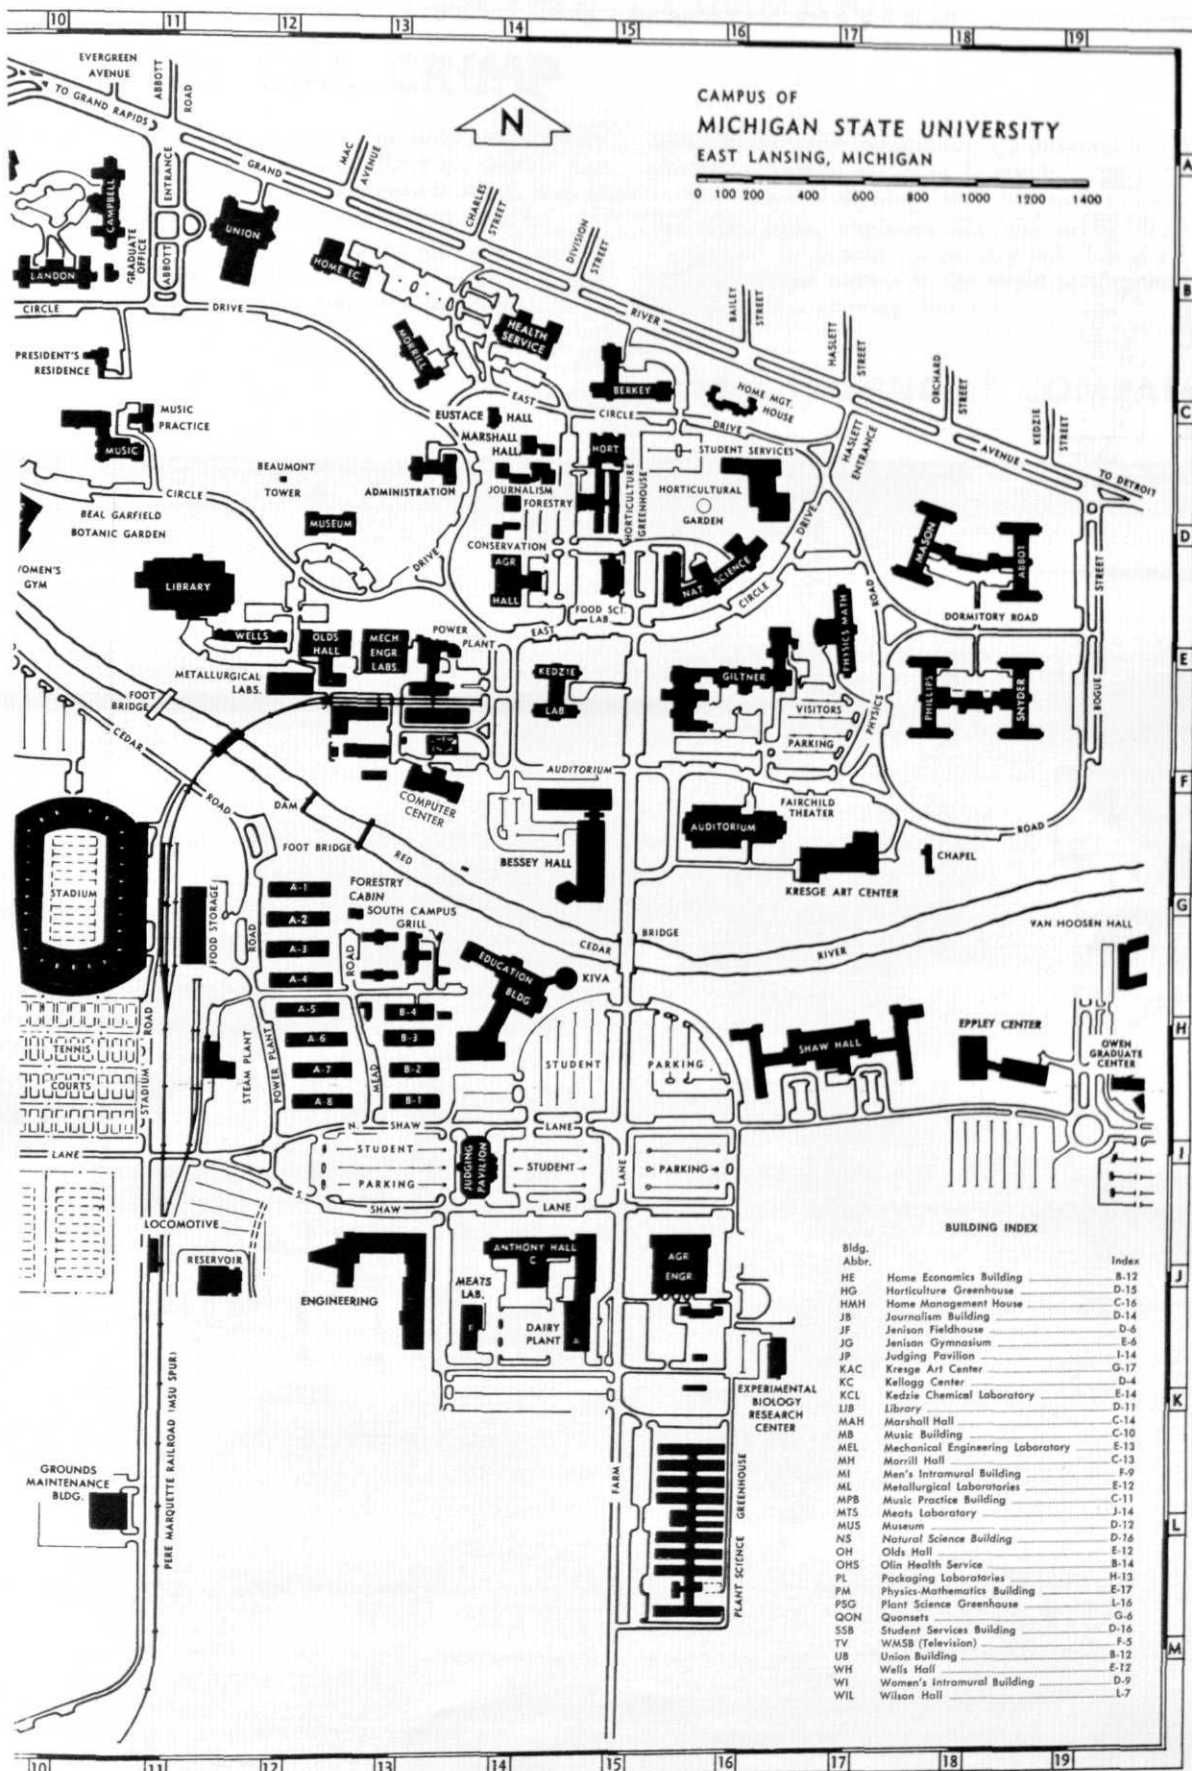 10 11 12 13 14 15 16 17 18 19
EVERGREEN
AVENUE
ABBOTT
ROAD
TO GRAND RAPIDS
N
CAMPUS OF
MICHIGAN STATE UNIVERSITY
EAST LANSING, MICHIGAN
0 100 200 400 600 800 1000 1200 1400
A
MAC
AVENUE
GRAND
CHARLES
STREET
DIVISION
STREET
ENTRANCE
ABBOTT
CAMPBELL
GRADUATE
OFFICE
LANDON
UNION
HOME EC.
B
CIRCLE
DRIVE
RIVER
BAILEY
STREET
HASLETT
STREET
ORCHARD
STREET
KEDZIE
STREET
HEALTH
SERVICE
MORRILL
PRESIDENT'S
RESIDENCE
BERKEY
HOME MGT.
HOUSE
C
EAST
CIRCLE
DRIVE
HASLETT
ENTRANCE
AVENUE
TO DETROIT
EUSTACE HALL
MARSHALL
HALL
MUSIC
PRACTICE
MUSIC
HORT
STUDENT SERVICES
BEAUMONT
TOWER
ADMINISTRATION
JOURNALISM
FORESTRY
HORTICULTURE
GREENHOUSE
HORTICULTURAL
GARDEN
CIRCLE
BEAL GARFIELD
BOTANIC GARDEN
MUSEUM
D
DRIVE
CONSERVATION
AGR
HALL
NAT SCIENCE
CIRCLE
DRIVE
MASON
ABBOT
WOMEN'S
GYM
LIBRARY
FOOD SCI.
LAB
DORMITORY ROAD
BOGUE STREET
WELLS
OLDS
HALL
MECH.
ENGR.
LABS.
POWER
PLANT
EAST
PHYSICS MATH
ROAD
E
METALLURGICAL
LABS.
KEDZIE
LAB
GILTNER
PHILLIPS
SNYDER
FOOT
BRIDGE
VISITORS
PARKING
PHYSICS
CEDAR
ROAD
AUDITORIUM
F
COMPUTER
CENTER
DAM
FOOT BRIDGE
RED
BESSEY HALL
AUDITORIUM
FAIRCHILD
THEATER
ROAD
CHAPEL
KRESGE ART CENTER
STADIUM
FOOD STORAGE
A-1
A-2
A-3
A-4
ROAD
FORESTRY
CABIN
SOUTH CAMPUS
GRILL
ROAD
G
CEDAR
BRIDGE
RIVER
VAN HOOSEN HALL
EDUCATION
BLDG
KIVA
A-5
A-6
A-7
A-8
B-4
B-3
B-2
B-1
MEAD
STEAM PLANT
POWER PLANT
STADIUM ROAD
TENNIS
COURTS
STUDENT
PARKING
SHAW HALL
EPPLEY CENTER
OWEN
GRADUATE
CENTER
H
N. SHAW LANE
LANE
STUDENT
PARKING
JUDGING
PAVILION
STUDENT
PARKING
LANE
I
S. SHAW LANE
LOCOMOTIVE
RESERVOIR
ENGINEERING
ANTHONY HALL
C
MEATS
LAB.
DAIRY
PLANT
A
AGR
ENGR.
J
EXPERIMENTAL
BIOLOGY
RESEARCH
CENTER
K
FARM
PERE MARQUETTE RAILROAD (MSU SPUR)
GROUNDS
MAINTENANCE
BLDG.
PLANT SCIENCE GREENHOUSE
L
M
BUILDING INDEX
Bldg.
Abbr. Index
HE Home Economics Building B-12
HG Horticulture Greenhouse D-15
HMH Home Management House C-16
JB Journalism Building D-14
JF Jenison Fieldhouse D-6
JG Jenison Gymnasium E-6
JP Judging Pavilion I-14
KAC Kresge Art Center G-17
KC Kellogg Center D-4
KCL Kedzie Chemical Laboratory E-14
LIB Library D-11
MAH Marshall Hall C-14
MB Music Building C-10
MEL Mechanical Engineering Laboratory E-13
MH Morrill Hall C-13
MI Men's Intramural Building F-9
ML Metallurgical Laboratories E-12
MPB Music Practice Building C-11
MTS Meats Laboratory J-14
MUS Museum D-12
NS Natural Science Building D-16
OH Olds Hall E-12
OHS Olin Health Service B-14
PL Packaging Laboratories H-13
PM Physics-Mathematics Building E-17
PSG Plant Science Greenhouse L-16
QON Quonsets G-6
SSB Student Services Building D-16
TV WMSB (Television) F-5
UB Union Building B-12
WH Wells Hall E-12
WI Women's Intramural Building D-9
WIL Wilson Hall L-7
10 11 12 13 14 15 16 17 18 19